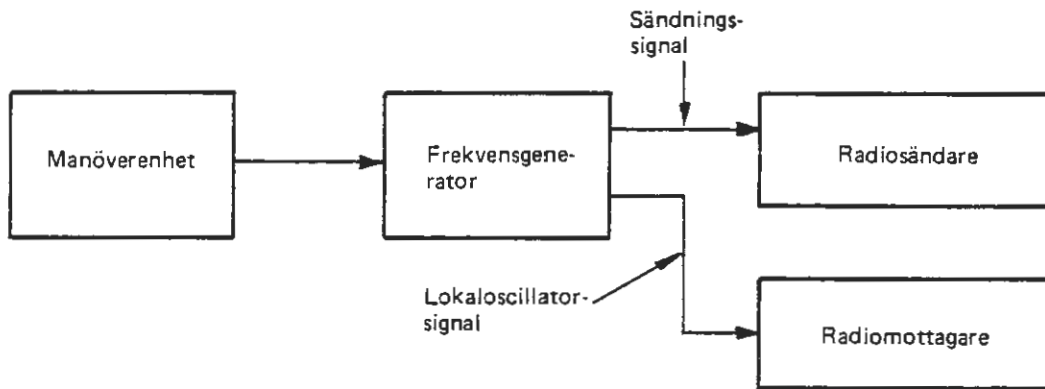 Sändnings-
signal
Manöverenhet
Frekvensgene-
rator
Radiosändare
Lokaloscillator-
signal
Radiomottagare